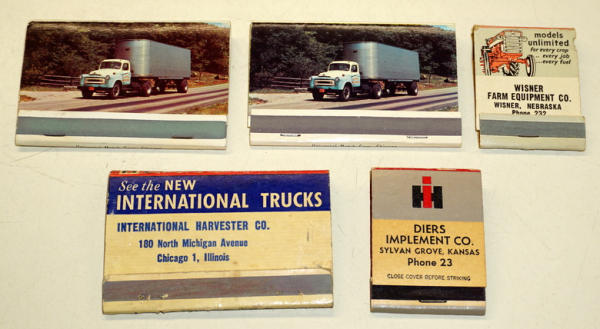 models
unlimited
for every crop
...every job
...every fuel
WISNER
FARM EQUIPMENT CO.
WISNER, NEBRASKA
Phone 232
See the NEW
INTERNATIONAL TRUCKS
INTERNATIONAL HARVESTER CO.
180 North Michigan Avenue
Chicago 1, Illinois
IH
DIERS
IMPLEMENT CO.
SYLVAN GROVE, KANSAS
Phone 23
CLOSE COVER BEFORE STRIKING